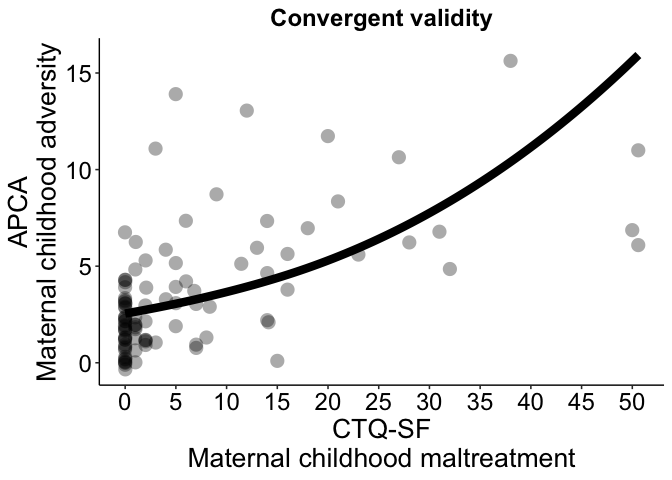 Convergent validity
APCA
Maternal childhood adversity
15
10
5
0
0 5 10 15 20 25 30 35 40 45 50
CTQ-SF
Maternal childhood maltreatment